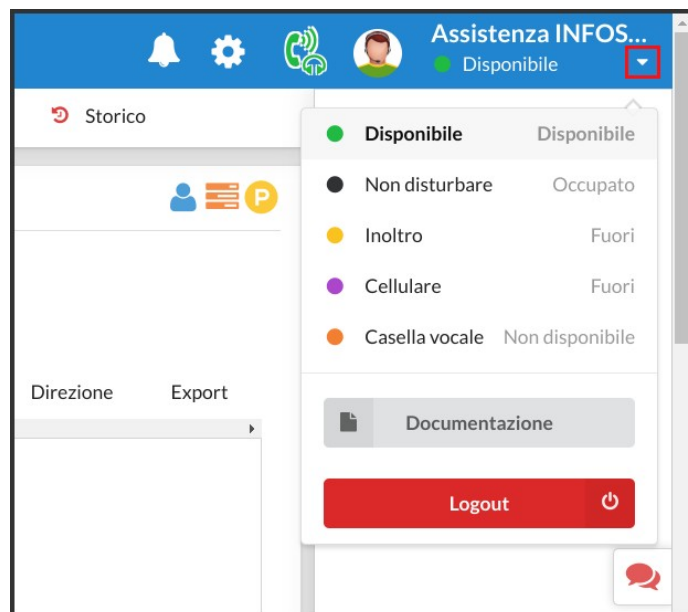 Assistenza INFOS...
Disponibile
Storico
Disponibile Disponibile
Non disturbare Occupato
P
Inoltro Fuori
Cellulare Fuori
Casella vocale Non disponibile
Direzione Export
Documentazione
Logout